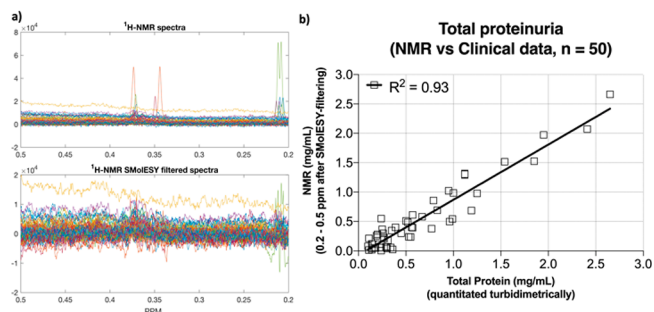 a)
¹H-NMR spectra
×10⁴
8
6
4
2
0
-2
0.5 0.45 0.4 0.35 0.3 0.25 0.2
×10⁴
¹H-NMR SMolESY filtered spectra
2
1
0
-1
-2
0.5 0.45 0.4 0.35 0.3 0.25 0.2
PPM
b)
Total proteinuria
(NMR vs Clinical data, n = 50)
NMR (mg/mL)
(0.2 - 0.5 ppm after SMolESY-filtering)
3.0
2.5
2.0
1.5
1.0
0.5
0.0
R² = 0.93
0.0 0.5 1.0 1.5 2.0 2.5 3.0
Total Protein (mg/mL)
(quantitated turbidimetrically)